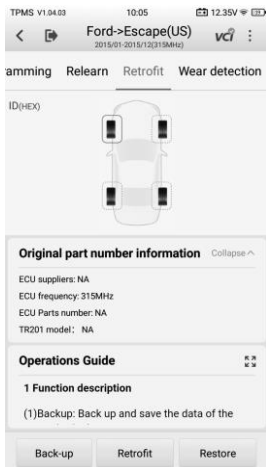 TPMS V1.04.03 10:05 12.35V
Ford->Escape(US)
2015/01-2015/12(315MHz)
vci
ramming Relearn Retrofit Wear detection
ID(HEX)
Original part number information Collapse
ECU suppliers: NA
ECU frequency: 315MHz
ECU Parts number: NA
TR201 model： NA
Operations Guide
1 Function description
(1)Backup: Back up and save the data of the
Back-up Retrofit Restore